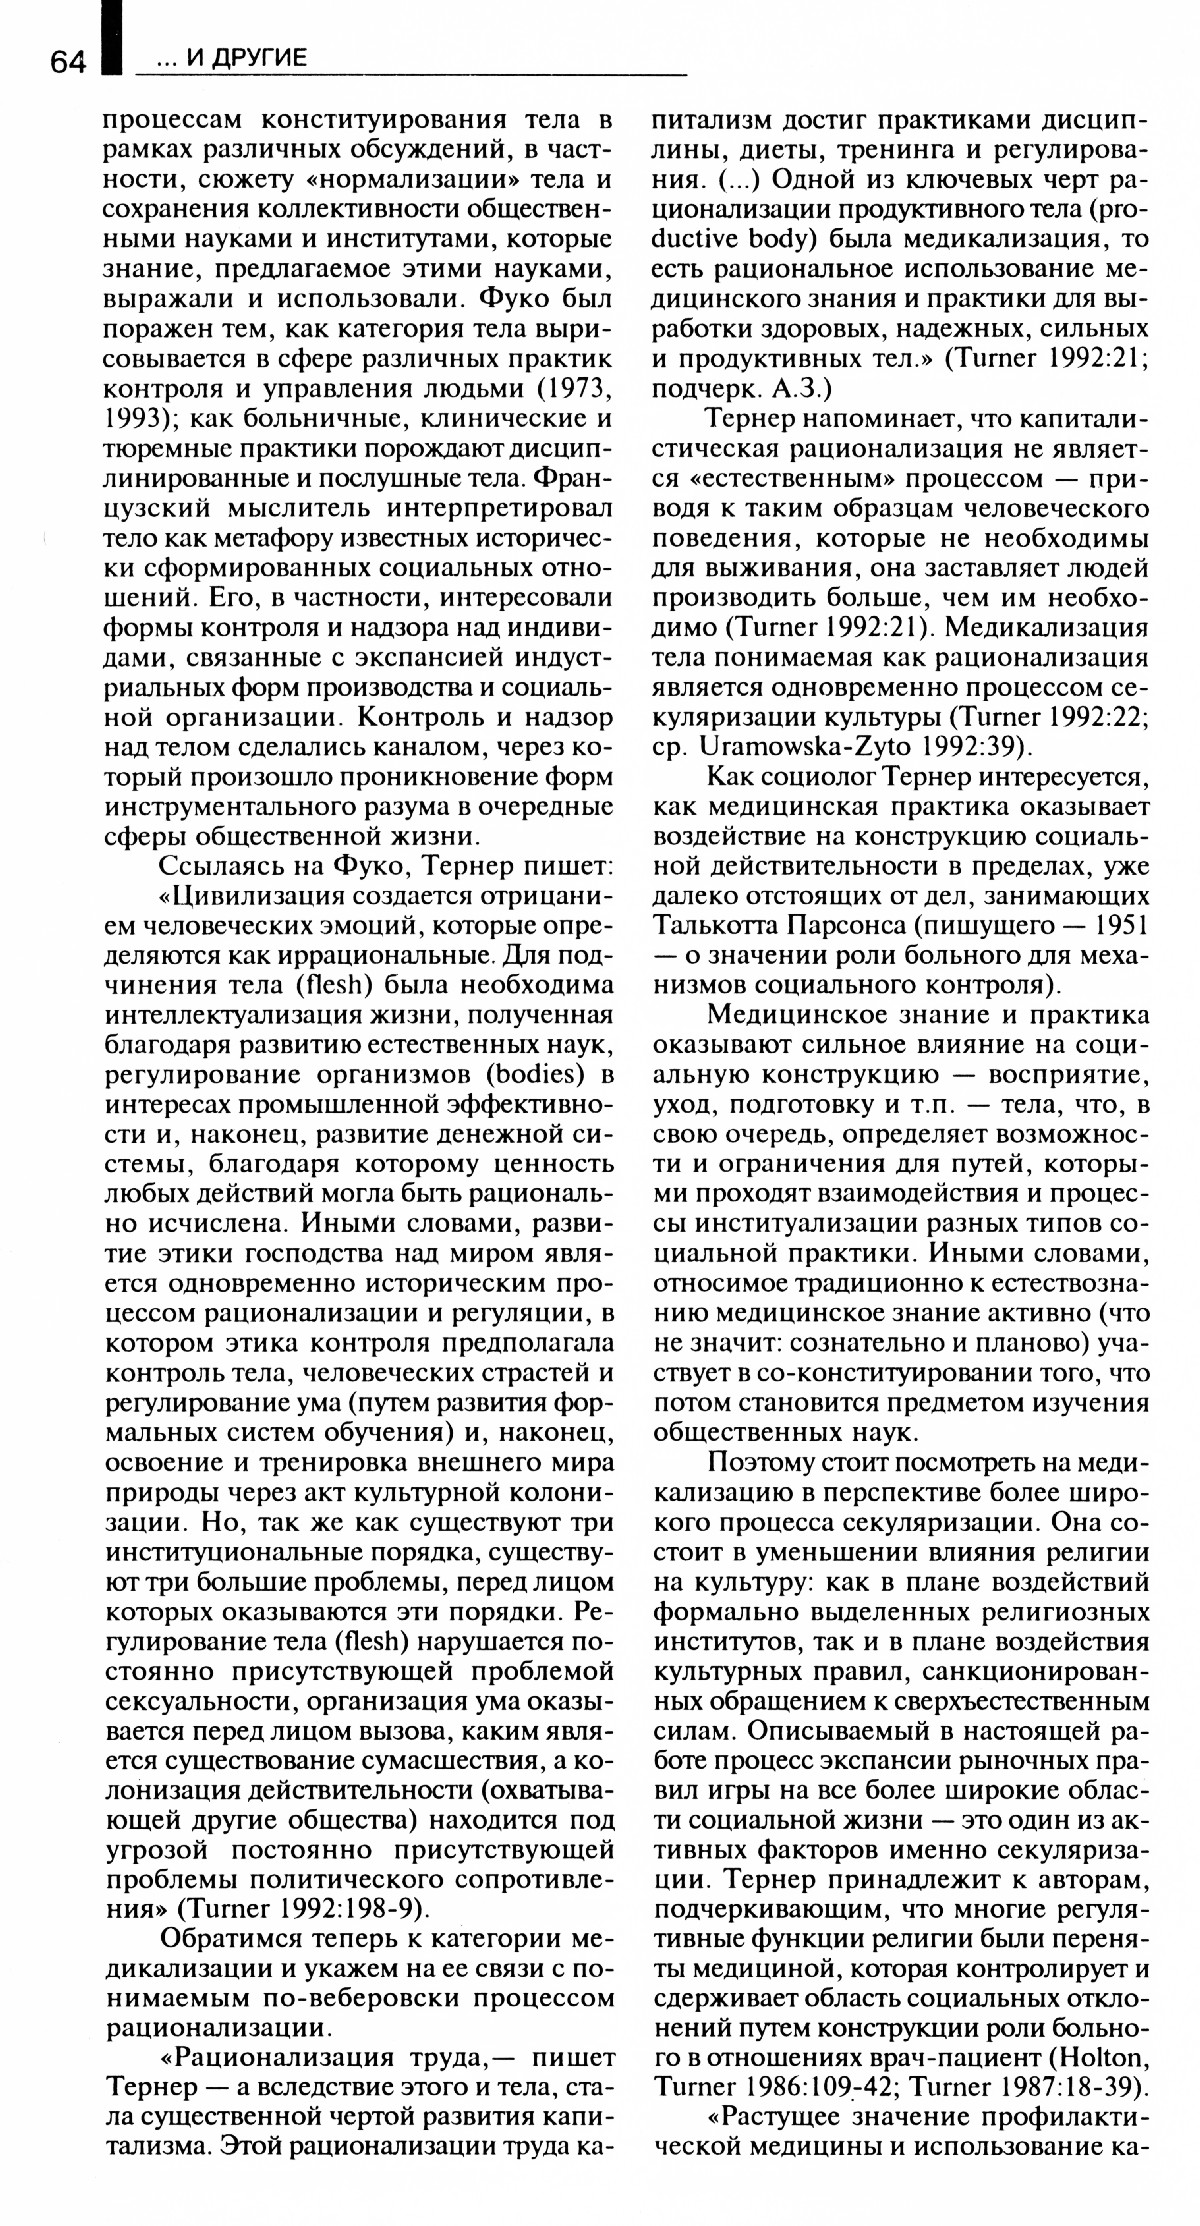 64
... И ДРУГИЕ
процессам конституирования тела в
рамках различных обсуждений, в част-
ности, сюжету «нормализации» тела и
сохранения коллективности обществен-
ными науками и институтами, которые
знание, предлагаемое этими науками,
выражали и использовали. Фуко был
поражен тем, как категория тела выри-
совывается в сфере различных практик
контроля и управления людьми (1973,
1993); как больничные, клинические и
тюремные практики порождают дисцип-
линированные и послушные тела. Фран-
цузский мыслитель интерпретировал
тело как метафору известных историчес-
ки сформированных социальных отно-
шений. Его, в частности, интересовали
формы контроля и надзора над индиви-
дами, связанные с экспансией индуст-
риальных форм производства и социаль-
ной организации. Контроль и надзор
над телом сделались каналом, через ко-
торый произошло проникновение форм
инструментального разума в очередные
сферы общественной жизни.
Ссылаясь на Фуко, Тернер пишет:
«Цивилизация создается отрицани-
ем человеческих эмоций, которые опре-
деляются как иррациональные. Для под-
чинения тела (flesh) была необходима
интеллектуализация жизни, полученная
благодаря развитию естественных наук,
регулирование организмов (bodies) в
интересах промышленной эффективно-
сти и, наконец, развитие денежной си-
стемы, благодаря которому ценность
любых действий могла быть рациональ-
но исчислена. Иными словами, разви-
тие этики господства над миром явля-
ется одновременно историческим про-
цессом рационализации и регуляции, в
котором этика контроля предполагала
контроль тела, человеческих страстей и
регулирование ума (путем развития фор-
мальных систем обучения) и, наконец,
освоение и тренировка внешнего мира
природы через акт культурной колони-
зации. Но, так же как существуют три
институциональные порядка, существу-
ют три большие проблемы, перед лицом
которых оказываются эти порядки. Ре-
гулирование тела (flesh) нарушается по-
стоянно присутствующей проблемой
сексуальности, организация ума оказы-
вается перед лицом вызова, каким явля-
ется существование сумасшествия, а ко-
лонизация действительности (охватыва-
ющей другие общества) находится под
угрозой постоянно присутствующей
проблемы политического сопротивле-
ния» (Turner 1992:198-9).
Обратимся теперь к категории ме-
дикализации и укажем на ее связи с по-
нимаемым по-веберовски процессом
рационализации.
«Рационализация труда,— пишет
Тернер — а вследствие этого и тела, ста-
ла существенной чертой развития капи-
тализма. Этой рационализации труда ка-
питализм достиг практиками дисцип-
лины, диеты, тренинга и регулирова-
ния. (...) Одной из ключевых черт ра-
ционализации продуктивного тела (pro-
ductive body) была медикализация, то
есть рациональное использование ме-
дицинского знания и практики для вы-
работки здоровых, надежных, сильных
и продуктивных тел.» (Turner 1992:21;
подчерк. А.З.)
Тернер напоминает, что капитали-
стическая рационализация не являет-
ся «естественным» процессом — при-
водя к таким образцам человеческого
поведения, которые не необходимы
для выживания, она заставляет людей
производить больше, чем им необхо-
димо (Turner 1992:21). Медикализация
тела понимаемая как рационализация
является одновременно процессом се-
куляризации культуры (Turner 1992:22;
ср. Uramowska-Zyto 1992:39).
Как социолог Тернер интересуется,
как медицинская практика оказывает
воздействие на конструкцию социаль-
ной действительности в пределах, уже
далеко отстоящих от дел, занимающих
Талькотта Парсонса (пишущего — 1951
— о значении роли больного для меха-
низмов социального контроля).
Медицинское знание и практика
оказывают сильное влияние на соци-
альную конструкцию — восприятие,
уход, подготовку и т.п. — тела, что, в
свою очередь, определяет возможнос-
ти и ограничения для путей, которы-
ми проходят взаимодействия и процес-
сы институализации разных типов со-
циальной практики. Иными словами,
относимое традиционно к естествозна-
нию медицинское знание активно (что
не значит: сознательно и планово) уча-
ствует в со-конституировании того, что
потом становится предметом изучения
общественных наук.
Поэтому стоит посмотреть на меди-
кализацию в перспективе более широ-
кого процесса секуляризации. Она со-
стоит в уменьшении влияния религии
на культуру: как в плане воздействий
формально выделенных религиозных
институтов, так и в плане воздействия
культурных правил, санкционирован-
ных обращением к сверхъестественным
силам. Описываемый в настоящей ра-
боте процесс экспансии рыночных пра-
вил игры на все более широкие облас-
ти социальной жизни — это один из ак-
тивных факторов именно секуляриза-
ции. Тернер принадлежит к авторам,
подчеркивающим, что многие регуля-
тивные функции религии были переня-
ты медициной, которая контролирует и
сдерживает область социальных откло-
нений путем конструкции роли больно-
го в отношениях врач-пациент (Holton,
Turner 1986:109-42; Turner 1987:18-39).
«Растущее значение профилакти-
ческой медицины и использование ка-